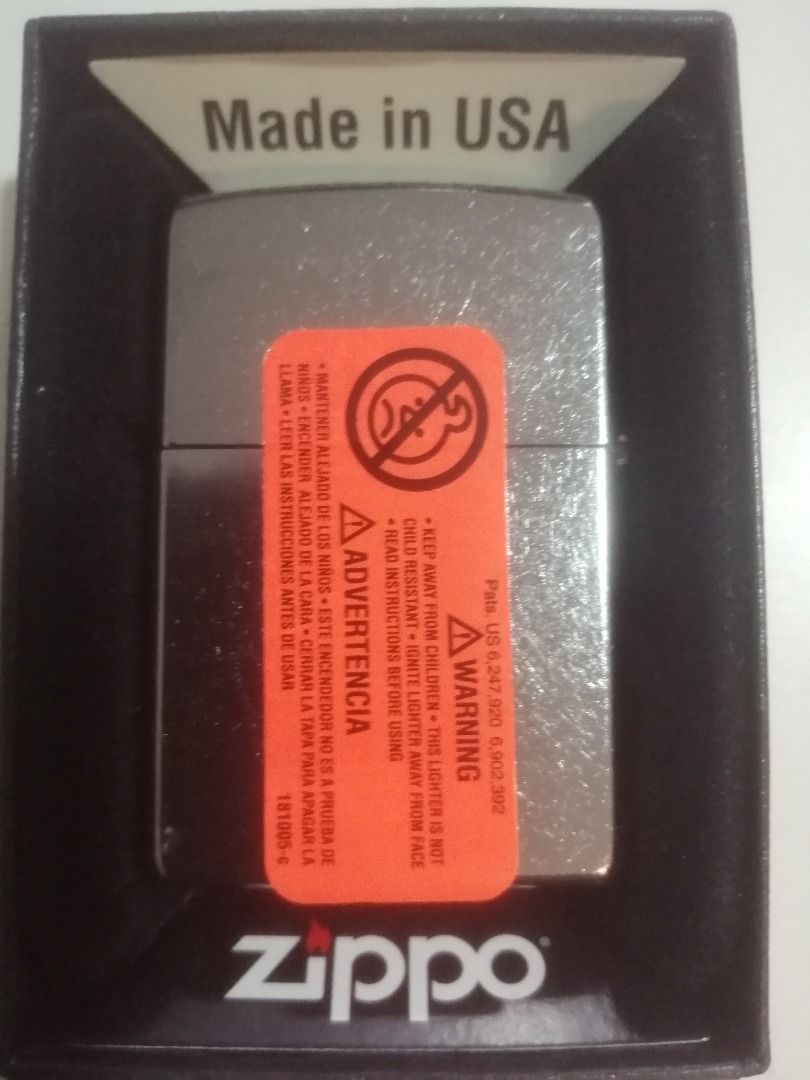 Made in USA
Pats. US 6,247,920 6,902,392
⚠ WARNING
• KEEP AWAY FROM CHILDREN • THIS LIGHTER IS NOT
CHILD RESISTANT • IGNITE LIGHTER AWAY FROM FACE
• READ INSTRUCTIONS BEFORE USING
⚠ ADVERTENCIA
• MANTENER ALEJADO DE LOS NIÑOS • ESTE ENCENDEDOR NO ES A PRUEBA DE
NIÑOS • ENCENDER ALEJADO DE LA CARA • CERRAR LA TAPA PARA APAGAR LA
LLAMA • LEER LAS INSTRUCCIONES ANTES DE USAR
181005-c
zippo